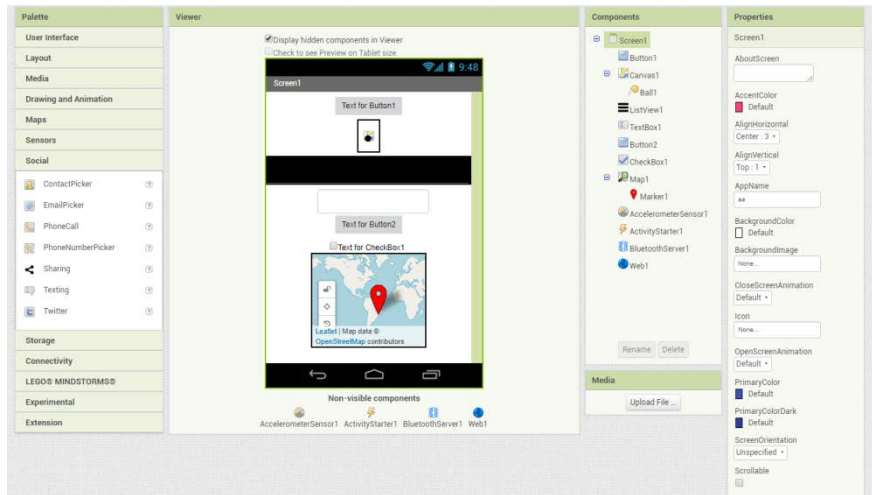 Palette
User Interface
Layout
Media
Drawing and Animation
Maps
Sensors
Social
ContactPicker
EmailPicker
PhoneCall
PhoneNumberPicker
Sharing
Texting
Twitter
Storage
Connectivity
LEGO® MINDSTORMS®
Experimental
Extension
Viewer
Display hidden components in Viewer
Check to see Preview on Tablet size.
9:48
Screen1
Text for Button1
Text for Button2
Text for CheckBox1
Leaflet | Map data ©
OpenStreetMap contributors
Non-visible components
AccelerometerSensor1 ActivityStarter1 BluetoothServer1 Web1
Components
Screen1
Button1
Canvas1
Ball1
ListView1
TextBox1
Button2
CheckBox1
Map1
Marker1
AccelerometerSensor1
ActivityStarter1
BluetoothServer1
Web1
Rename Delete
Media
Upload File ...
Properties
Screen1
AboutScreen
AccentColor
Default
AlignHorizontal
Center : 3
AlignVertical
Top : 1
AppName
aa
BackgroundColor
Default
BackgroundImage
None...
CloseScreenAnimation
Default
Icon
None...
OpenScreenAnimation
Default
PrimaryColor
Default
PrimaryColorDark
Default
ScreenOrientation
Unspecified
Scrollable